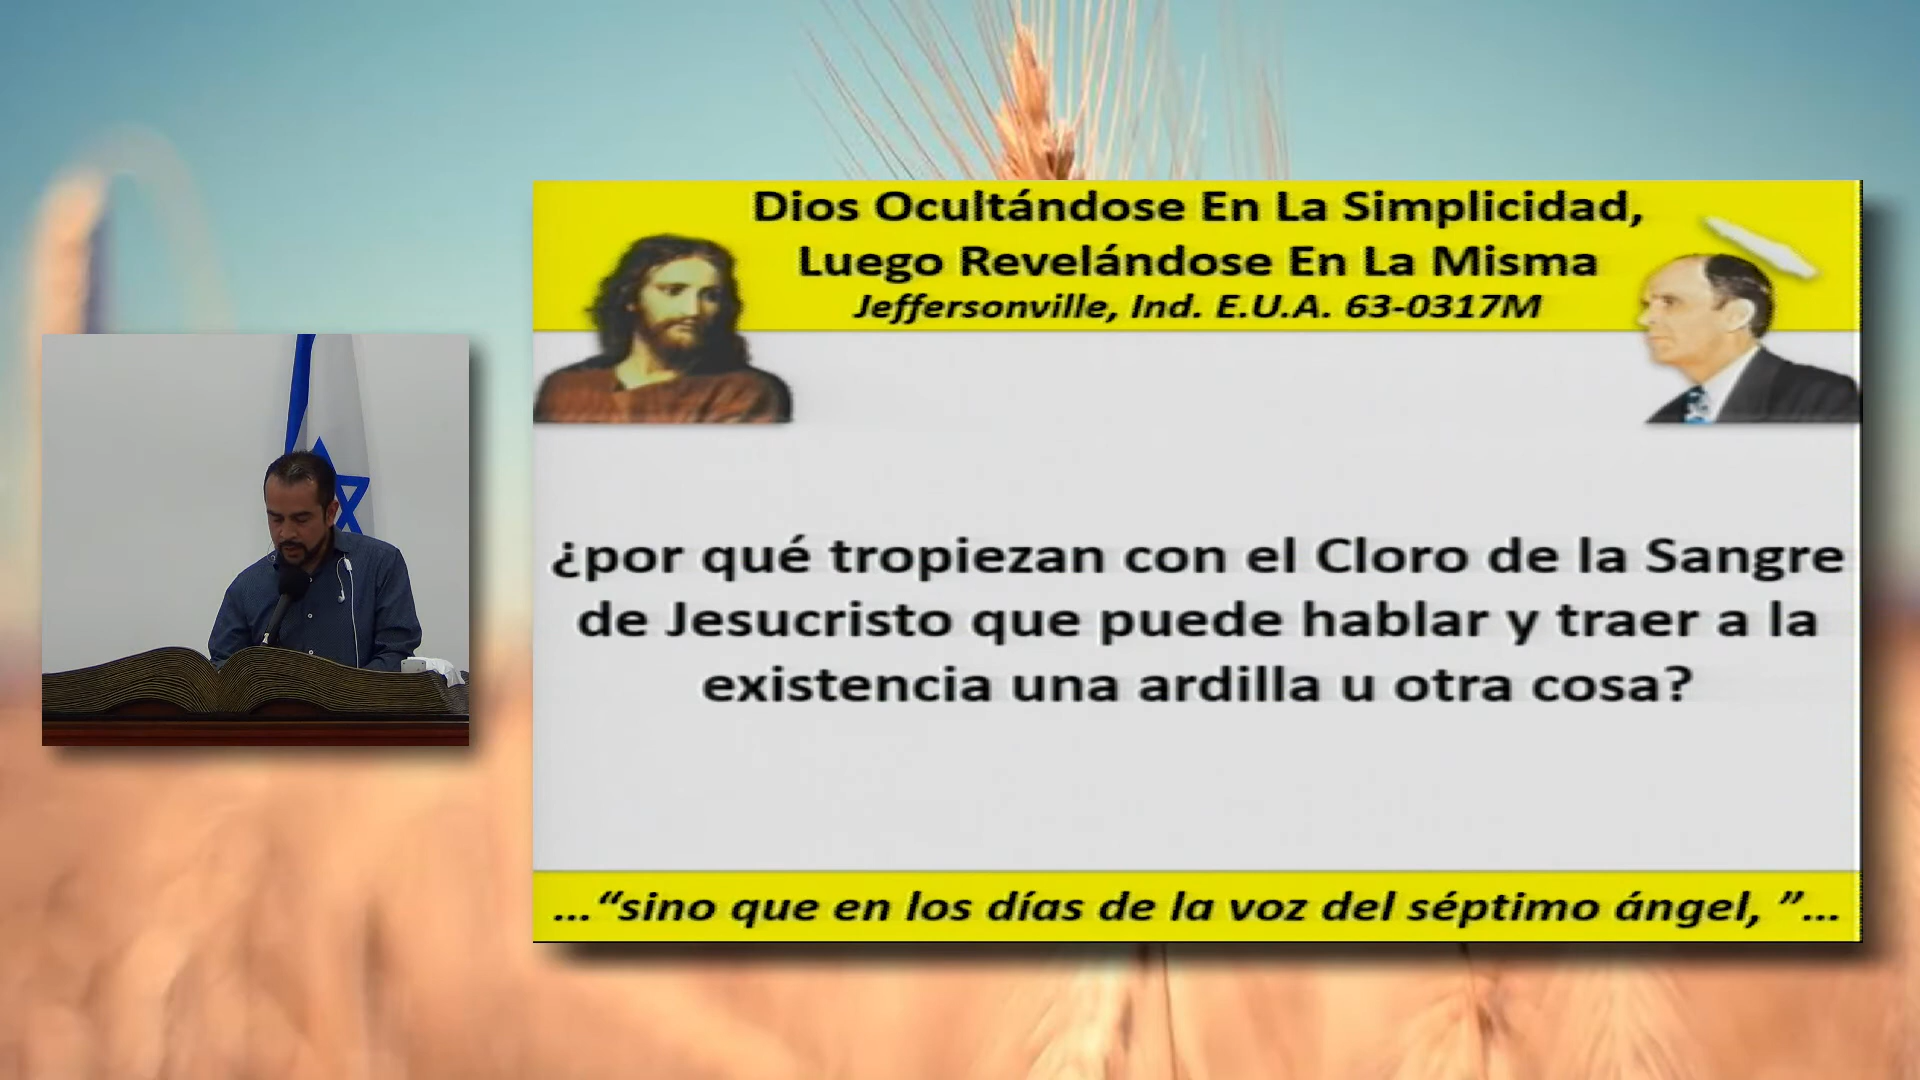 Dios Ocultándose En La Simplicidad,
Luego Revelándose En La Misma
Jeffersonville, Ind. E.U.A. 63-0317M
¿por qué tropiezan con el Cloro de la Sangre
de Jesucristo que puede hablar y traer a la
existencia una ardilla u otra cosa?
...“sino que en los días de la voz del séptimo ángel, ”...